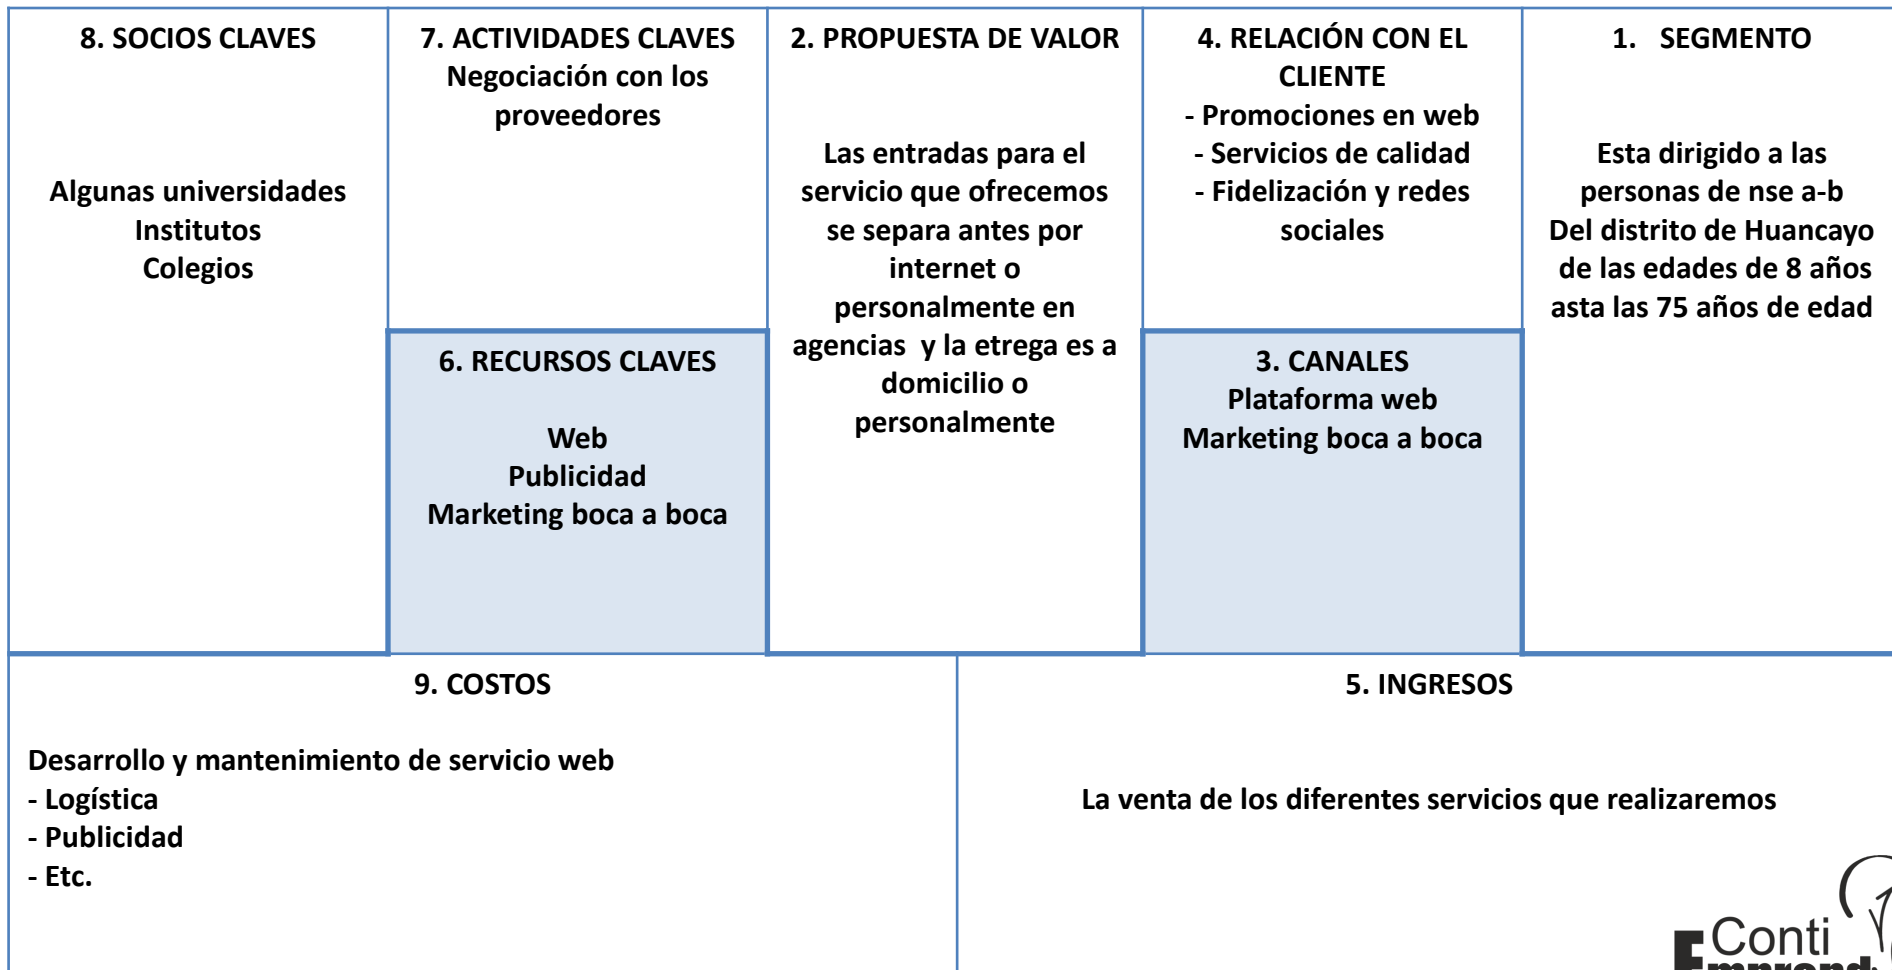 8. SOCIOS CLAVES
Algunas universidades
Institutos
Colegios
7. ACTIVIDADES CLAVES
Negociación con los
proveedores
6. RECURSOS CLAVES
Web
Publicidad
Marketing boca a boca
2. PROPUESTA DE VALOR
Las entradas para el
servicio que ofrecemos
se separa antes por
internet o
personalmente en
agencias  y la etrega es a
domicilio o
personalmente
4. RELACIÓN CON EL
CLIENTE
- Promociones en web
- Servicios de calidad
- Fidelización y redes
sociales
3. CANALES
Plataforma web
Marketing boca a boca
1.   SEGMENTO
Esta dirigido a las
personas de nse a-b
Del distrito de Huancayo
de las edades de 8 años
asta las 75 años de edad
9. COSTOS
Desarrollo y mantenimiento de servicio web
- Logística
- Publicidad
- Etc.
5. INGRESOS
La venta de los diferentes servicios que realizaremos
Conti